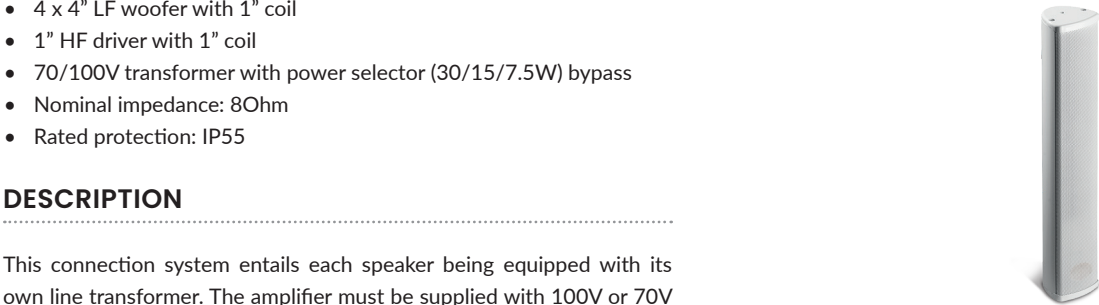 • 4 x 4” LF woofer with 1” coil
• 1” HF driver with 1” coil
• 70/100V transformer with power selector (30/15/7.5W) bypass
• Nominal impedance: 8Ohm
• Rated protection: IP55
DESCRIPTION
This connection system entails each speaker being equipped with its
own line transformer. The amplifier must be supplied with 100V or 70V